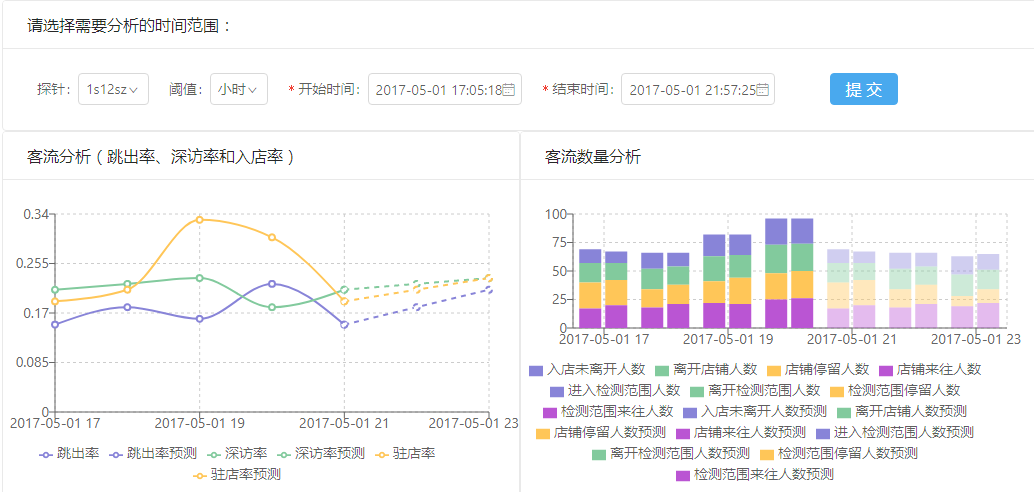 请选择需要分析的时间范围：
探针： 1s12sz 阈值： 小时 * 开始时间： 2017-05-01 17:05:18 * 结束时间： 2017-05-01 21:57:25 提 交
客流分析（跳出率、深访率和入店率）
0.34
0.255
0.17
0.085
0
2017-05-01 17 2017-05-01 19 2017-05-01 21 2017-05-01 23
跳出率 跳出率预测 深访率 深访率预测 驻店率
驻店率预测
客流数量分析
100
75
50
25
0
2017-05-01 17 2017-05-01 19 2017-05-01 21 2017-05-01 23
入店未离开人数 离开店铺人数 店铺停留人数 店铺来往人数
进入检测范围人数 离开检测范围人数 检测范围停留人数
检测范围来往人数 入店未离开人数预测 离开店铺人数预测
店铺停留人数预测 店铺来往人数预测 进入检测范围人数预测
离开检测范围人数预测 检测范围停留人数预测
检测范围来往人数预测